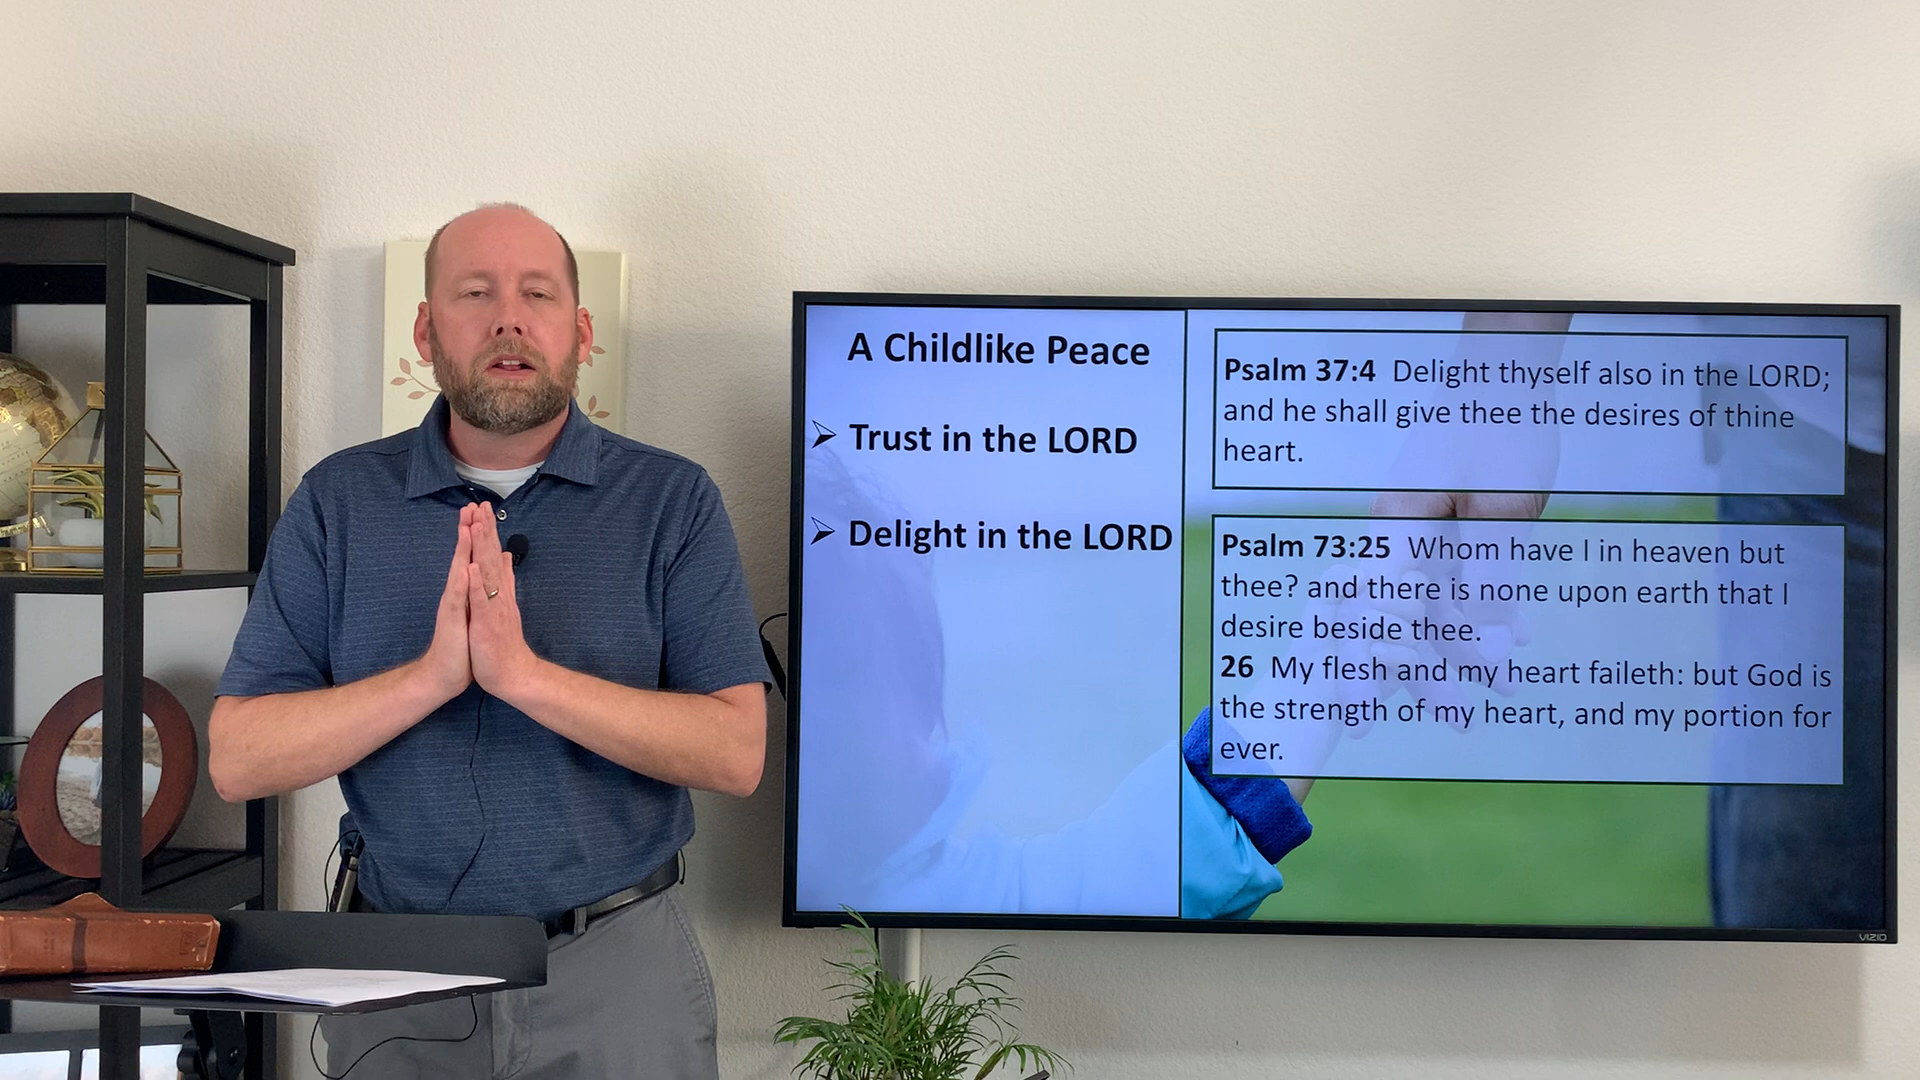 A Childlike Peace
➢ Trust in the LORD
➢ Delight in the LORD
Psalm 37:4 Delight thyself also in the LORD;
and he shall give thee the desires of thine
heart.
Psalm 73:25 Whom have I in heaven but
thee? and there is none upon earth that I
desire beside thee.
26 My flesh and my heart faileth: but God is
the strength of my heart, and my portion for
ever.
VIZIO